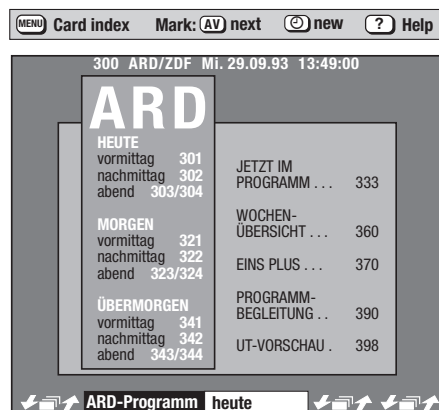 MENU Card index Mark: AV next new ? Help
300 ARD/ZDF Mi. 29.09.93 13:49:00
ARD
HEUTE
vormittag 301
nachmittag 302
abend 303/304
MORGEN
vormittag 321
nachmittag 322
abend 323/324
ÜBERMORGEN
vormittag 341
nachmittag 342
abend 343/344
JETZT IM
PROGRAMM . . . 333
WOCHEN-
ÜBERSICHT . . . 360
EINS PLUS . . . 370
PROGRAMM-
BEGLEITUNG . . 390
UT-VORSCHAU . 398
ARD-Programm heute